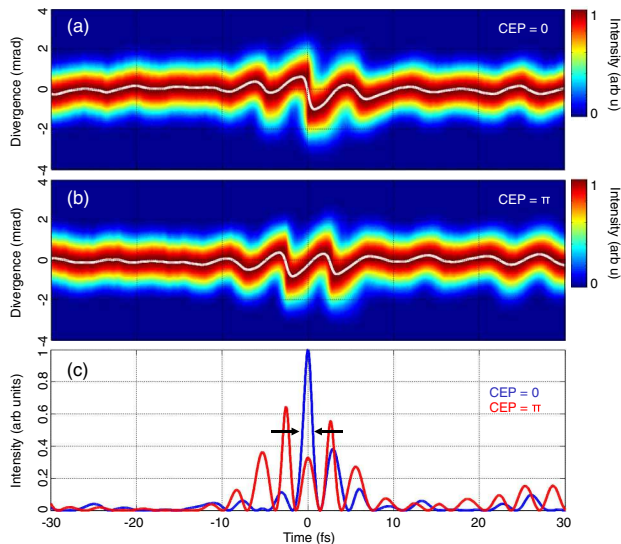 (a)
CEP = 0
4
2
0
-2
-4
Divergence (mrad)
1
0
Intensity (arb u)
(b)
CEP = π
4
2
0
-2
-4
Divergence (mrad)
1
0
Intensity (arb u)
(c)
CEP = 0
CEP = π
1
0.8
0.6
0.4
0.2
0
Intensity (arb units)
-30 -20 -10 0 10 20 30
Time (fs)